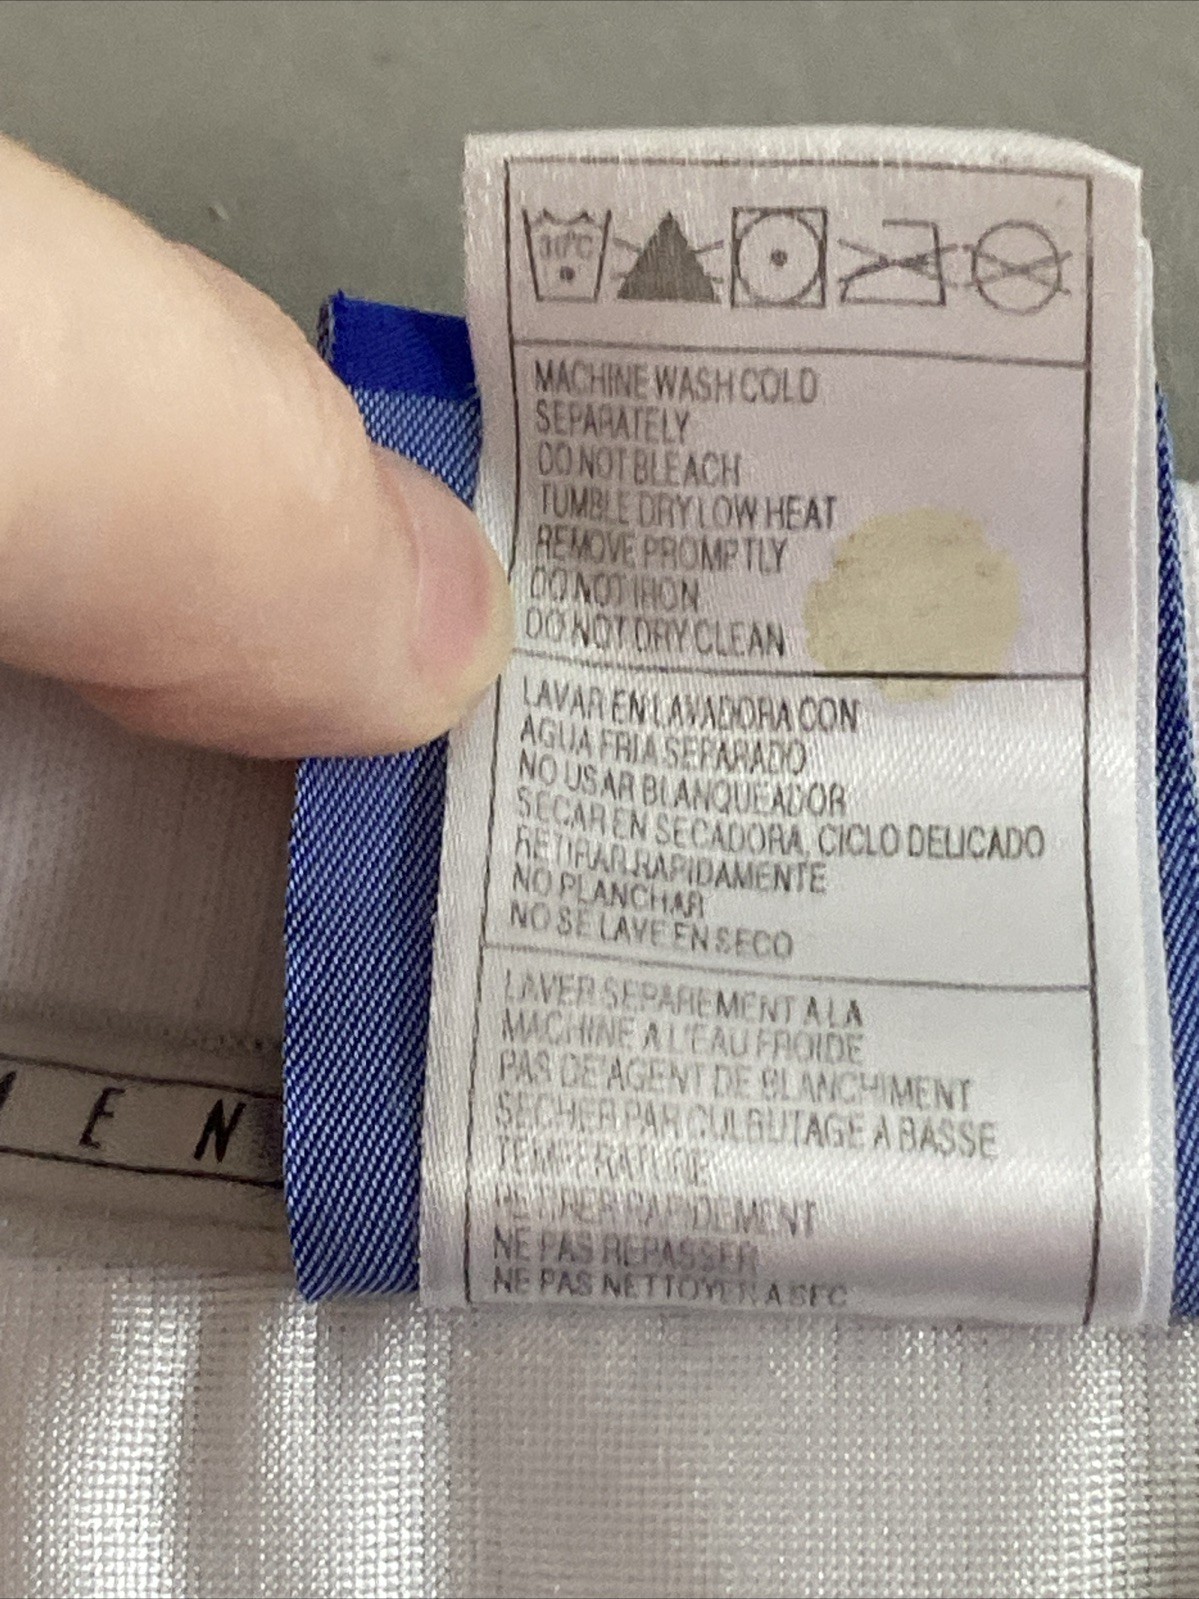 30°C
MACHINE WASH COLD
SEPARATELY
DO NOT BLEACH
TUMBLE DRY LOW HEAT
REMOVE PROMPTLY
DO NOT IRON
DO NOT DRY CLEAN
LAVAR EN LAVADORA CON
AGUA FRIA SEPARADO
NO USAR BLANQUEADOR
SECAR EN SECADORA, CICLO DELICADO
RETIRAR RAPIDAMENTE
NO PLANCHAR
NO SE LAVE EN SECO
LAVER SEPAREMENT A LA
MACHINE A L'EAU FROIDE
PAS DE AGENT DE BLANCHIMENT
SECHER PAR CULBUTAGE A BASSE
TEMPERATURE
RETIRER RAPIDEMENT
NE PAS REPASSER
NE PAS NETTOYER A SEC
EN